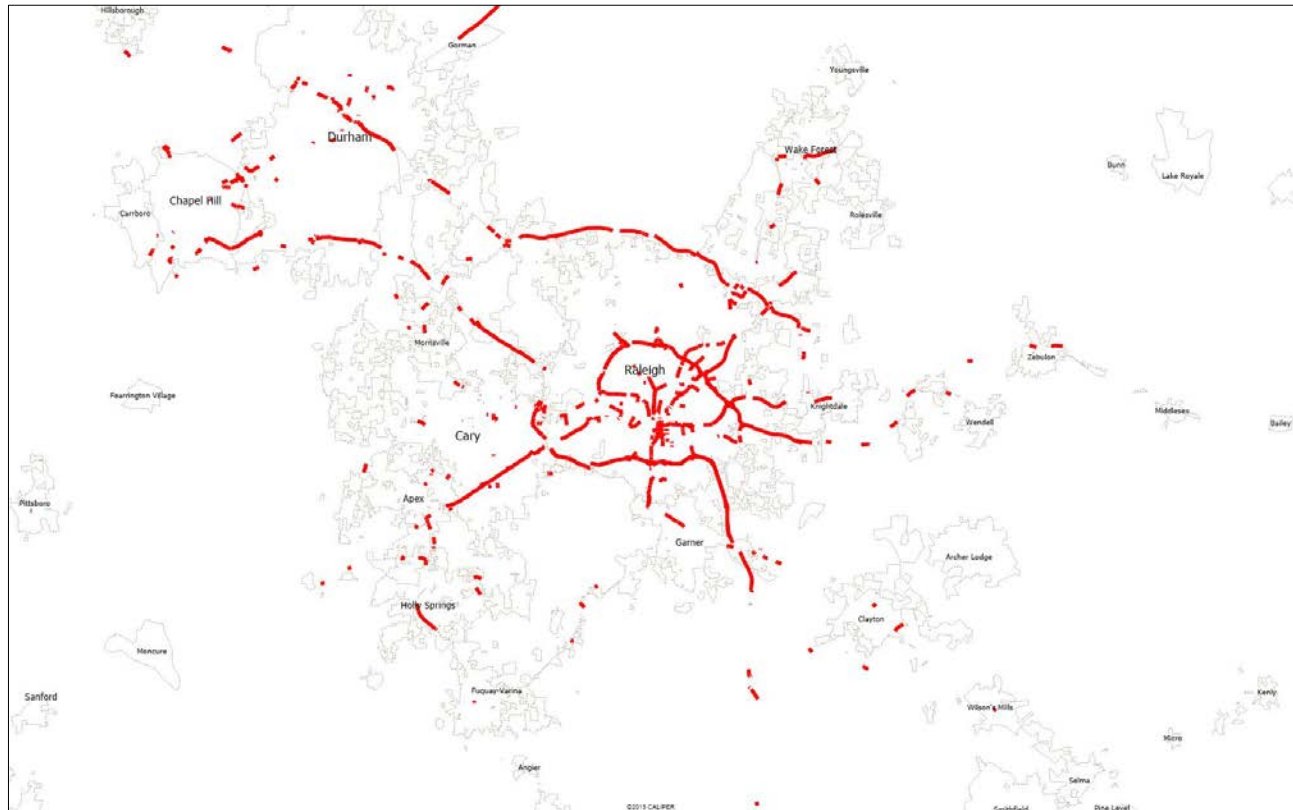 Hillsborough
Gorman
Youngsville
Durham
Wake Forest
Bunn
Lake Royale
Chapel Hill
Carrboro
Rolesville
Morrisville
Zebulon
Raleigh
Fearrington Village
Knightdale
Middlesex
Wendell
Bailey
Cary
Apex
Pittsboro
Garner
Archer Lodge
Holly Springs
Clayton
Moncure
Sanford
Fuquay-Varina
Kenly
Wilson's Mills
Micro
Angier
Selma
©2015 CALIPER
Smithfield
Pine Level